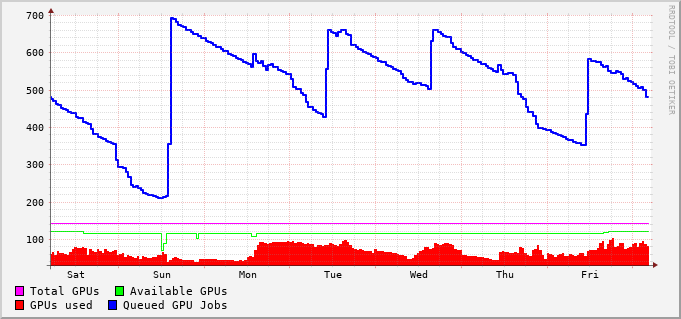 700
600
500
400
300
200
100
Sat Sun Mon Tue Wed Thu Fri
Total GPUs Available GPUs
GPUs used Queued GPU Jobs
RRDTOOL / TOBI OETIKER